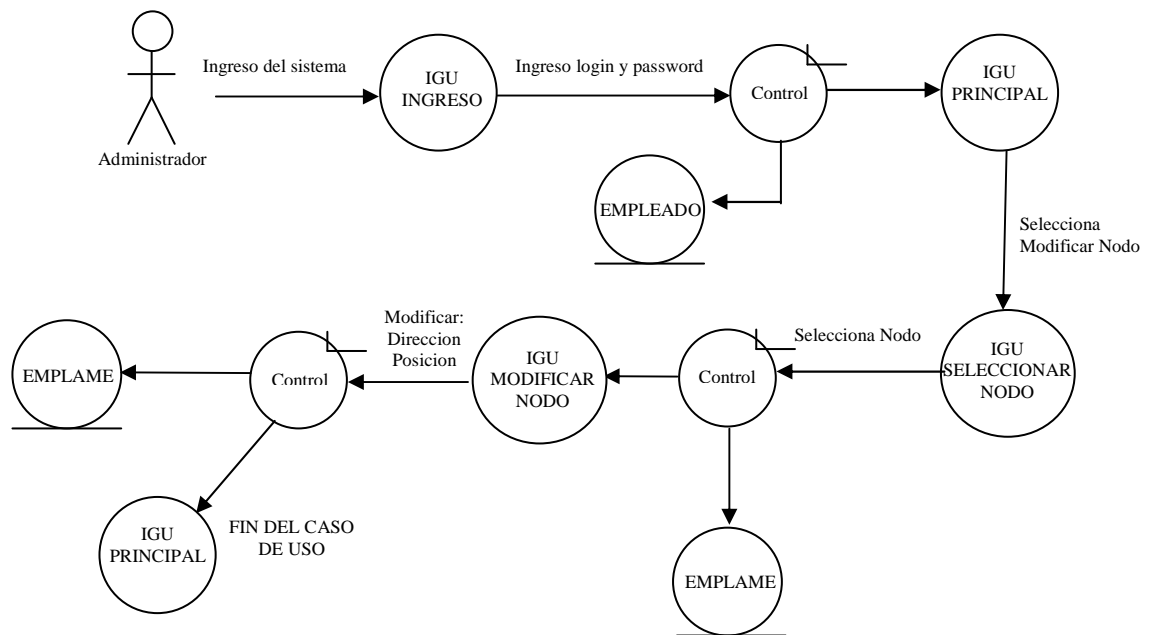 Administrador
Ingreso del sistema
IGU
INGRESO
Ingreso login y password
Control
IGU
PRINCIPAL
EMPLEADO
Selecciona
Modificar Nodo
IGU
SELECCIONAR
NODO
Selecciona Nodo
Control
EMPLAME
IGU
MODIFICAR
NODO
Modificar:
Direccion
Posicion
Control
EMPLAME
IGU
PRINCIPAL
FIN DEL CASO
DE USO